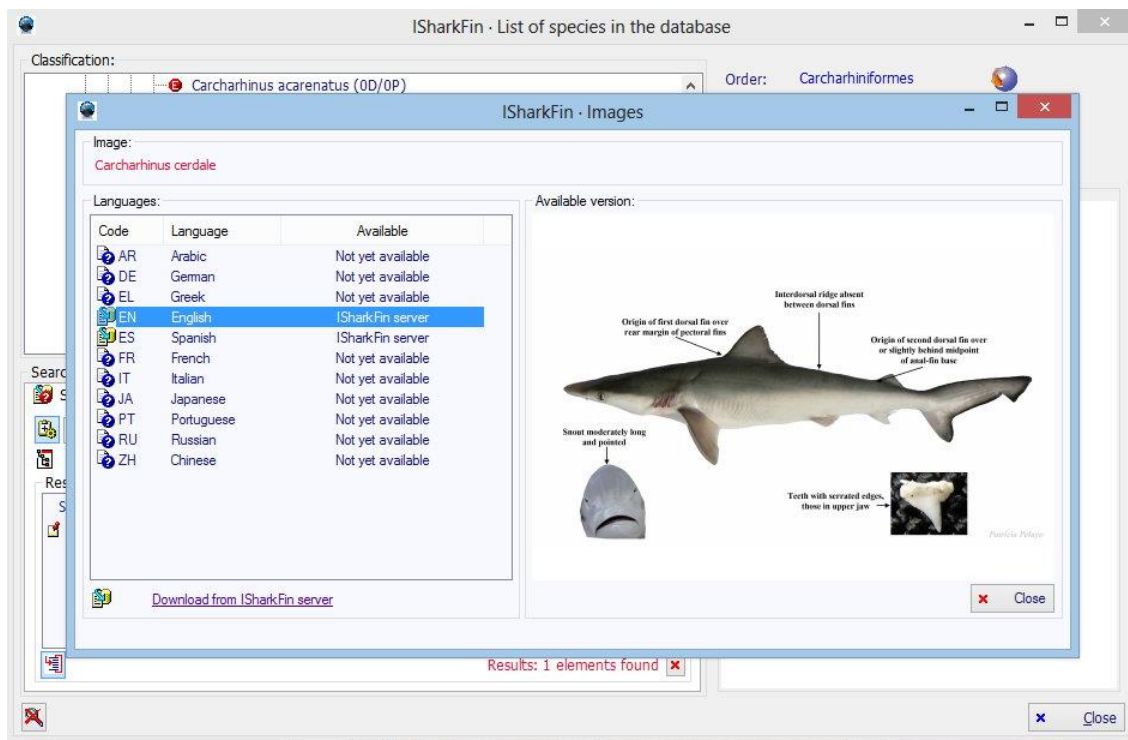 ISharkFin · List of species in the database
Classification:
Carcharhinus acarenatus (0D/0P)
Order: Carcharhiniformes
ISharkFin · Images
Image:
Carcharhinus cerdale
Languages:
Available version:
Code Language Available
AR Arabic Not yet available
DE German Not yet available
EL Greek Not yet available
EN English ISharkFin server
ES Spanish ISharkFin server
FR French Not yet available
IT Italian Not yet available
JA Japanese Not yet available
PT Portuguese Not yet available
RU Russian Not yet available
ZH Chinese Not yet available
Interdorsal ridge absent
between dorsal fins
Origin of first dorsal fin over
rear margin of pectoral fins
Origin of second dorsal fin over
or slightly behind midpoint
of anal-fin base
Snout moderately long
and pointed
Teeth with serrated edges,
those in upper jaw
Patricia Pelayo
Download from ISharkFin server
Close
Searc
S
Res
S
Results: 1 elements found
Close